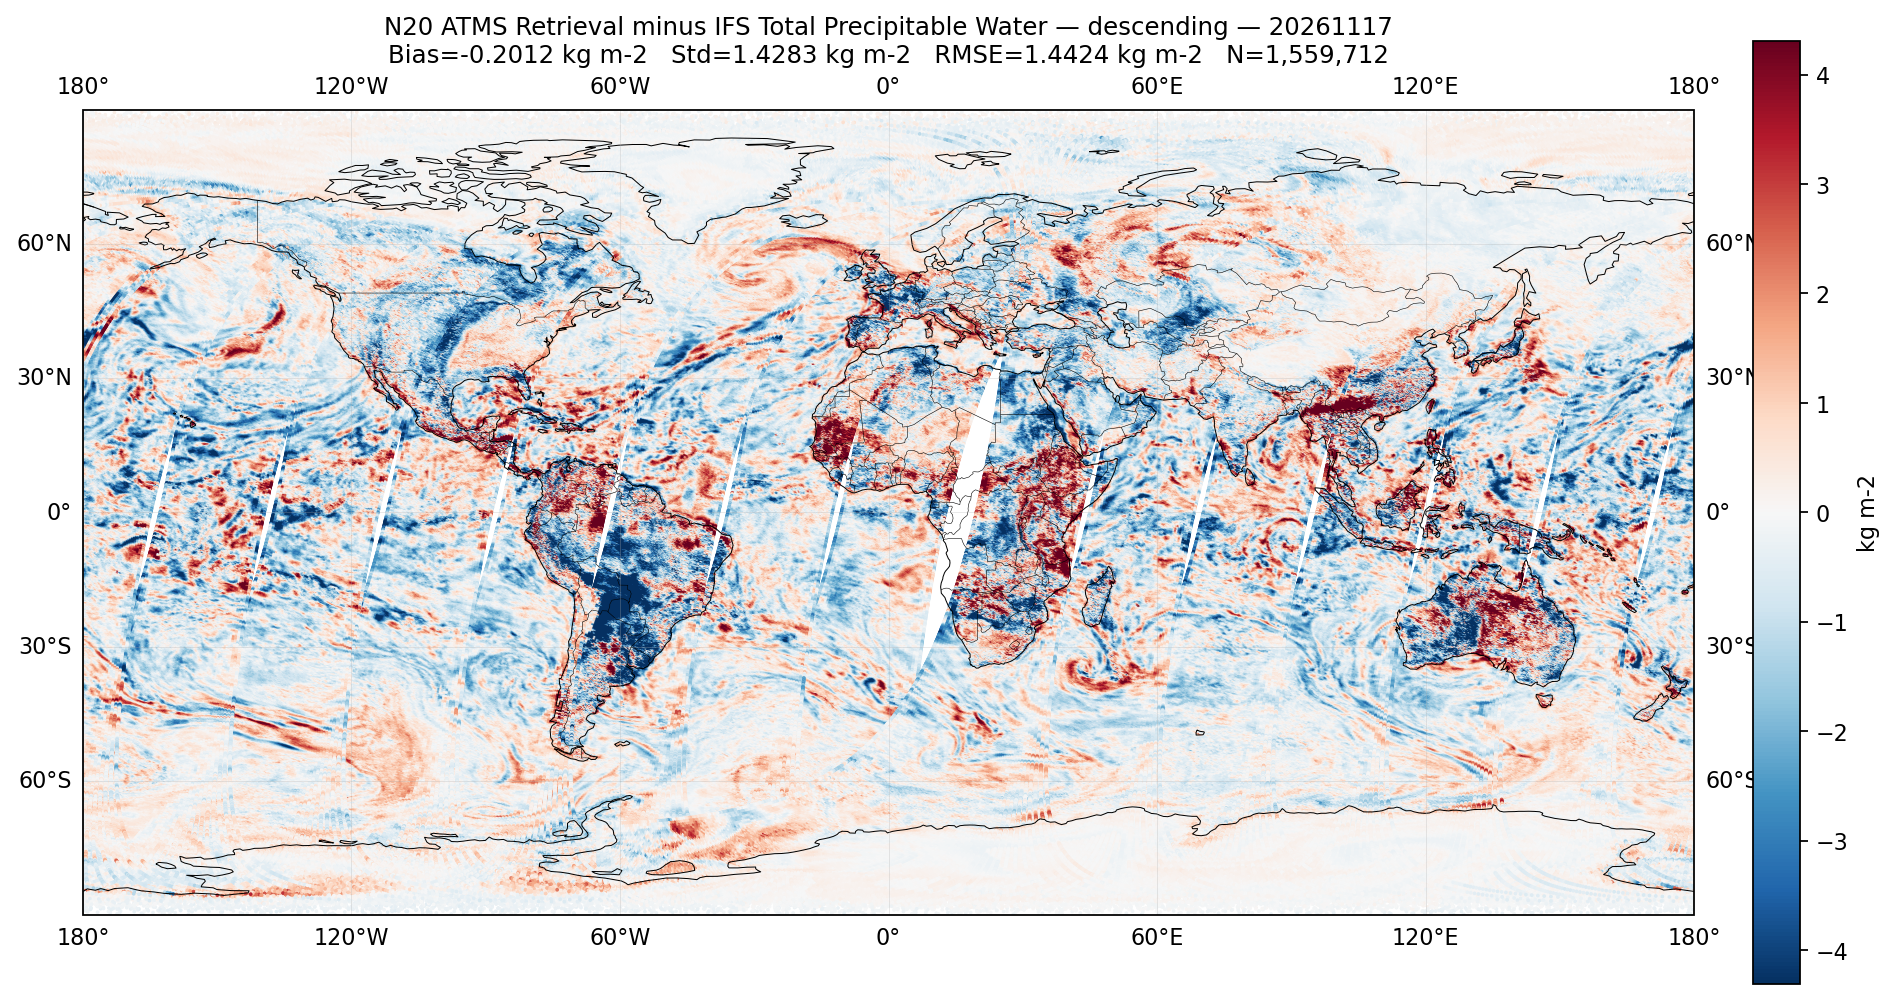 N20 ATMS Retrieval minus IFS Total Precipitable Water — descending — 20261117
Bias=-0.2012 kg m-2   Std=1.4283 kg m-2   RMSE=1.4424 kg m-2   N=1,559,712
180° 120°W 60°W 0° 60°E 120°E 180°
60°N 60°N
30°N 30°N
0° 0°
30°S 30°S
60°S 60°S
180° 120°W 60°W 0° 60°E 120°E 180°
4
3
2
1
0
−1
−2
−3
−4
kg m-2